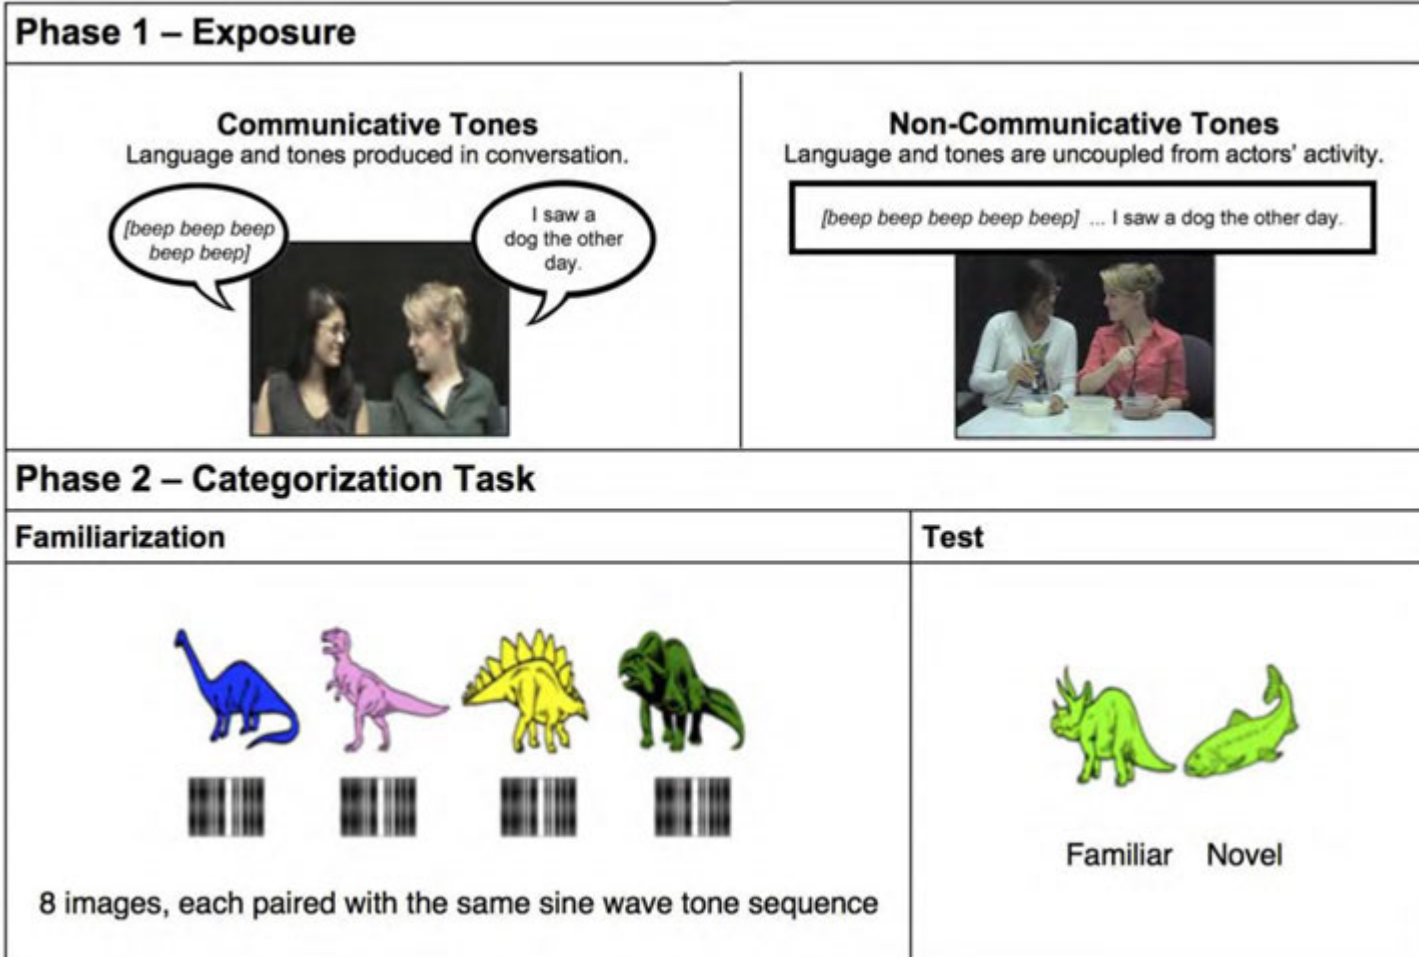 Phase 1 – Exposure
Communicative Tones
Language and tones produced in conversation.
[beep beep beep
beep beep]
I saw a
dog the other
day.
Non-Communicative Tones
Language and tones are uncoupled from actors' activity.
[beep beep beep beep beep] ... I saw a dog the other day.
Phase 2 – Categorization Task
Familiarization
Test
8 images, each paired with the same sine wave tone sequence
Familiar Novel